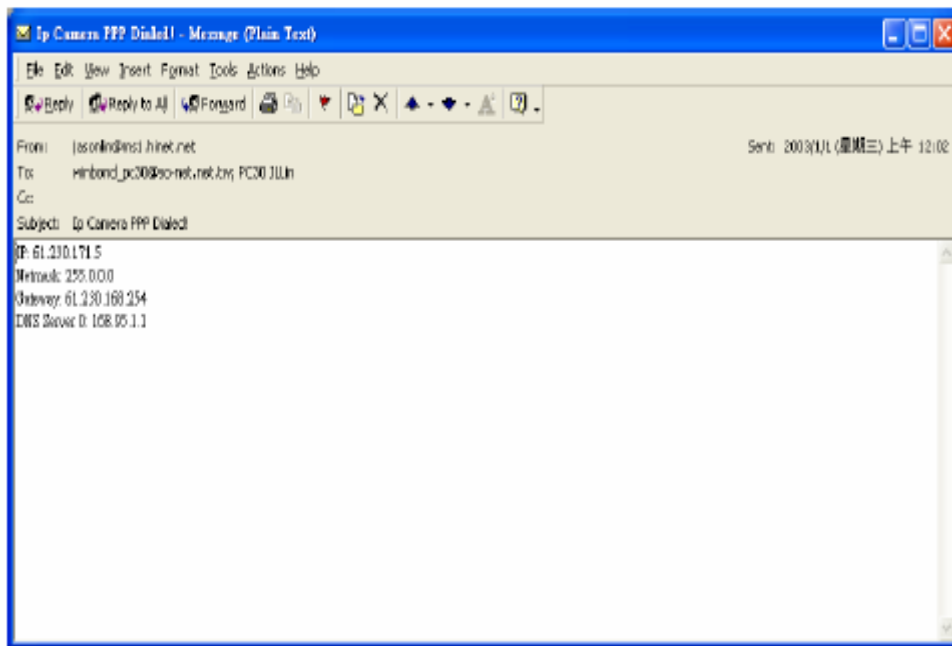 Ip Camera PPP Dialed! - Message (Plain Text)
File Edit View Insert Format Tools Actions Help
Reply Reply to All Forward
From: jasonlin@ms1.hinet.net Sent: 2003/1/1 (星期三) 上午 12:02
To: winbond_pc30@so-net.net.tw; PC30 JLLin
Cc:
Subject: Ip Camera PPP Dialed!
IP: 61.230.171.5
Netmask: 255.0.0.0
Gateway: 61.230.168.254
DNS Server 0: 168.95.1.1